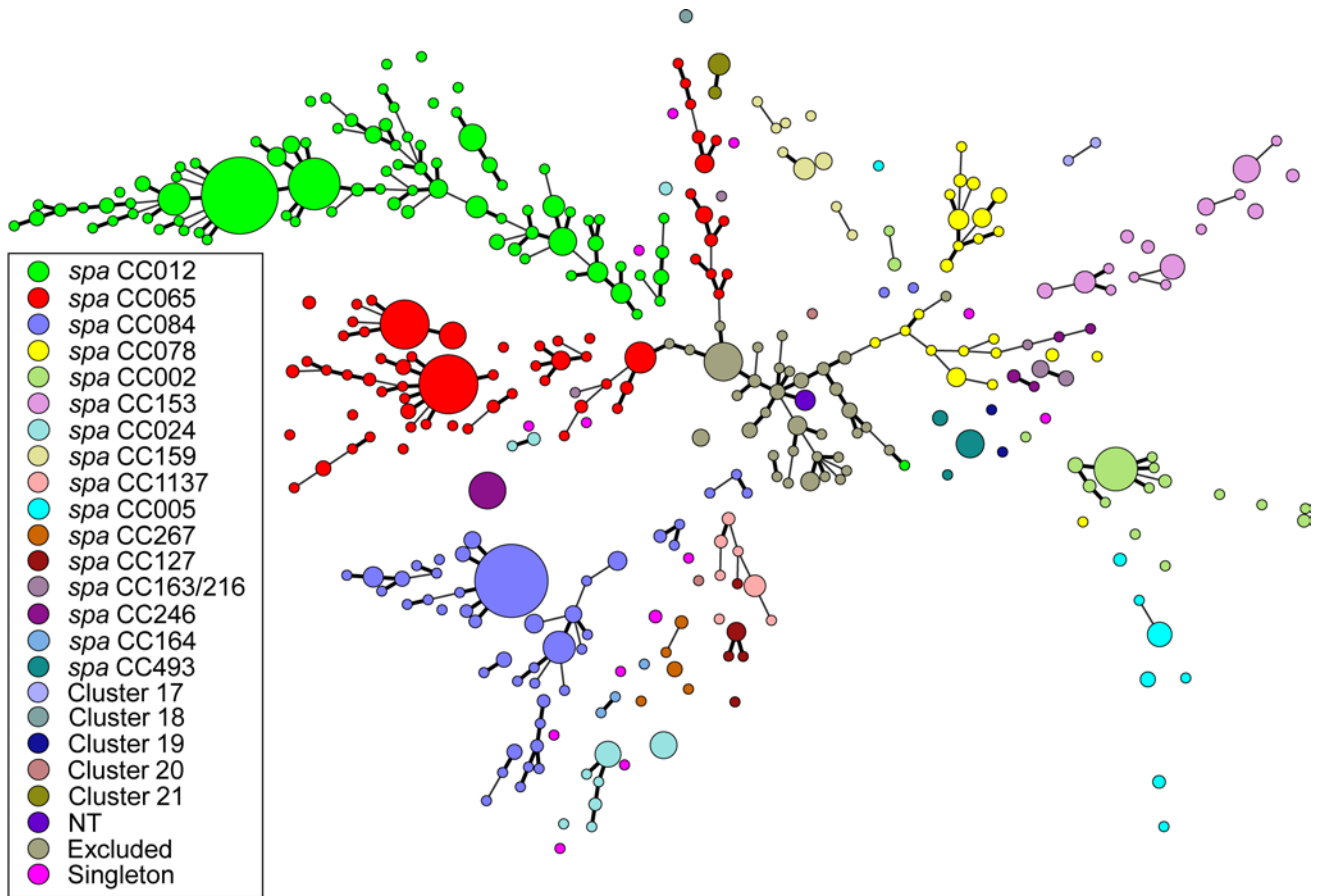 spa CC012
spa CC065
spa CC084
spa CC078
spa CC002
spa CC153
spa CC024
spa CC159
spa CC1137
spa CC005
spa CC267
spa CC127
spa CC163/216
spa CC246
spa CC164
spa CC493
Cluster 17
Cluster 18
Cluster 19
Cluster 20
Cluster 21
NT
Excluded
Singleton